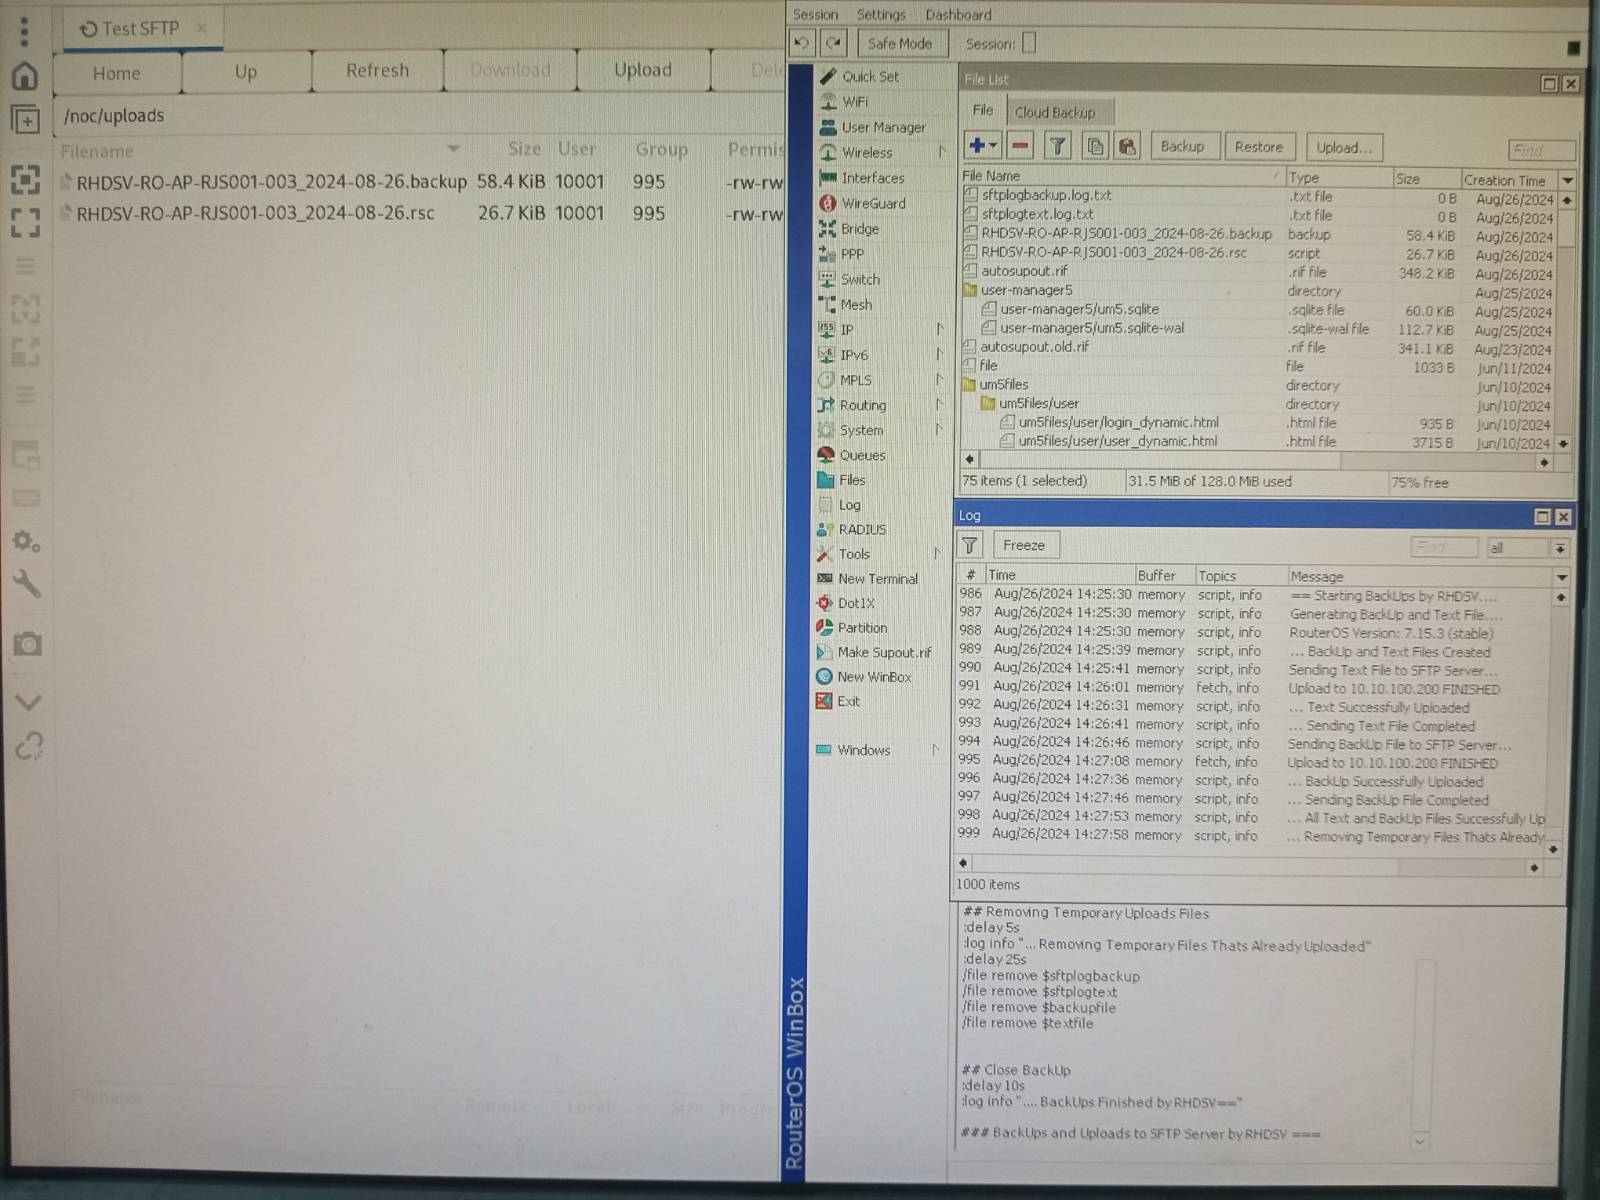 Test SFTP ×
Home Up Refresh Download Upload Dele
/noc/uploads
Filename Size User Group Permis
RHDSV-RO-AP-RJS001-003_2024-08-26.backup 58.4 KiB 10001 995 -rw-rw
RHDSV-RO-AP-RJS001-003_2024-08-26.rsc 26.7 KiB 10001 995 -rw-rw
Filename Remote Local Size Progre
Session Settings Dashboard
Safe Mode Session:
RouterOS WinBox
Quick Set
WiFi
User Manager
Wireless
Interfaces
WireGuard
Bridge
PPP
Switch
Mesh
IP
IPv6
MPLS
Routing
System
Queues
Files
Log
RADIUS
Tools
New Terminal
Dot1X
Partition
Make Supout.rif
New WinBox
Exit
Windows
File List
File Cloud Backup
Backup Restore Upload... Find
File Name Type Size Creation Time
sftplogbackup.log.txt .txt file 0 B Aug/26/2024
sftplogtext.log.txt .txt file 0 B Aug/26/2024
RHDSV-RO-AP-RJS001-003_2024-08-26.backup backup 58.4 KiB Aug/26/2024
RHDSV-RO-AP-RJS001-003_2024-08-26.rsc script 26.7 KiB Aug/26/2024
autosupout.rif .rif file 348.2 KiB Aug/26/2024
user-manager5 directory Aug/25/2024
user-manager5/um5.sqlite .sqlite file 60.0 KiB Aug/25/2024
user-manager5/um5.sqlite-wal .sqlite-wal file 112.7 KiB Aug/25/2024
autosupout.old.rif .rif file 341.1 KiB Aug/23/2024
file file 1033 B Jun/11/2024
um5files directory Jun/10/2024
um5files/user directory Jun/10/2024
um5files/user/login_dynamic.html .html file 935 B Jun/10/2024
um5files/user/user_dynamic.html .html file 3715 B Jun/10/2024
75 items (1 selected) 31.5 MiB of 128.0 MiB used 75% free
Log
Freeze Find all
# Time Buffer Topics Message
986 Aug/26/2024 14:25:30 memory script, info == Starting BackUps by RHDSV....
987 Aug/26/2024 14:25:30 memory script, info Generating BackUp and Text File....
988 Aug/26/2024 14:25:30 memory script, info RouterOS Version: 7.15.3 (stable)
989 Aug/26/2024 14:25:39 memory script, info ... BackUp and Text Files Created
990 Aug/26/2024 14:25:41 memory script, info Sending Text File to SFTP Server...
991 Aug/26/2024 14:26:01 memory fetch, info Upload to 10.10.100.200 FINISHED
992 Aug/26/2024 14:26:31 memory script, info ... Text Successfully Uploaded
993 Aug/26/2024 14:26:41 memory script, info ... Sending Text File Completed
994 Aug/26/2024 14:26:46 memory script, info Sending BackUp File to SFTP Server...
995 Aug/26/2024 14:27:08 memory fetch, info Upload to 10.10.100.200 FINISHED
996 Aug/26/2024 14:27:36 memory script, info ... BackUp Successfully Uploaded
997 Aug/26/2024 14:27:46 memory script, info ... Sending BackUp File Completed
998 Aug/26/2024 14:27:53 memory script, info ... All Text and BackUp Files Successfully Up
999 Aug/26/2024 14:27:58 memory script, info ... Removing Temporary Files Thats Already
1000 items
## Removing Temporary Uploads Files
:delay 5s
:log info "... Removing Temporary Files Thats Already Uploaded"
:delay 25s
/file remove $sftplogbackup
/file remove $sftplogtext
/file remove $backupfile
/file remove $textfile
## Close BackUp
:delay 10s
:log info ".... BackUps Finished by RHDSV=="
### BackUps and Uploads to SFTP Server by RHDSV ===